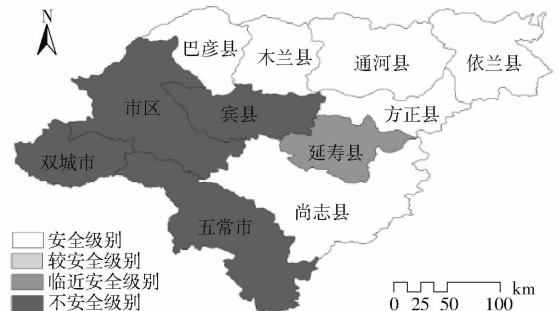 N
巴彦县
木兰县
通河县
依兰县
市区
宾县
方正县
双城市
延寿县
五常市
尚志县
安全级别
较安全级别
临近安全级别
不安全级别
km
0 25 50 100